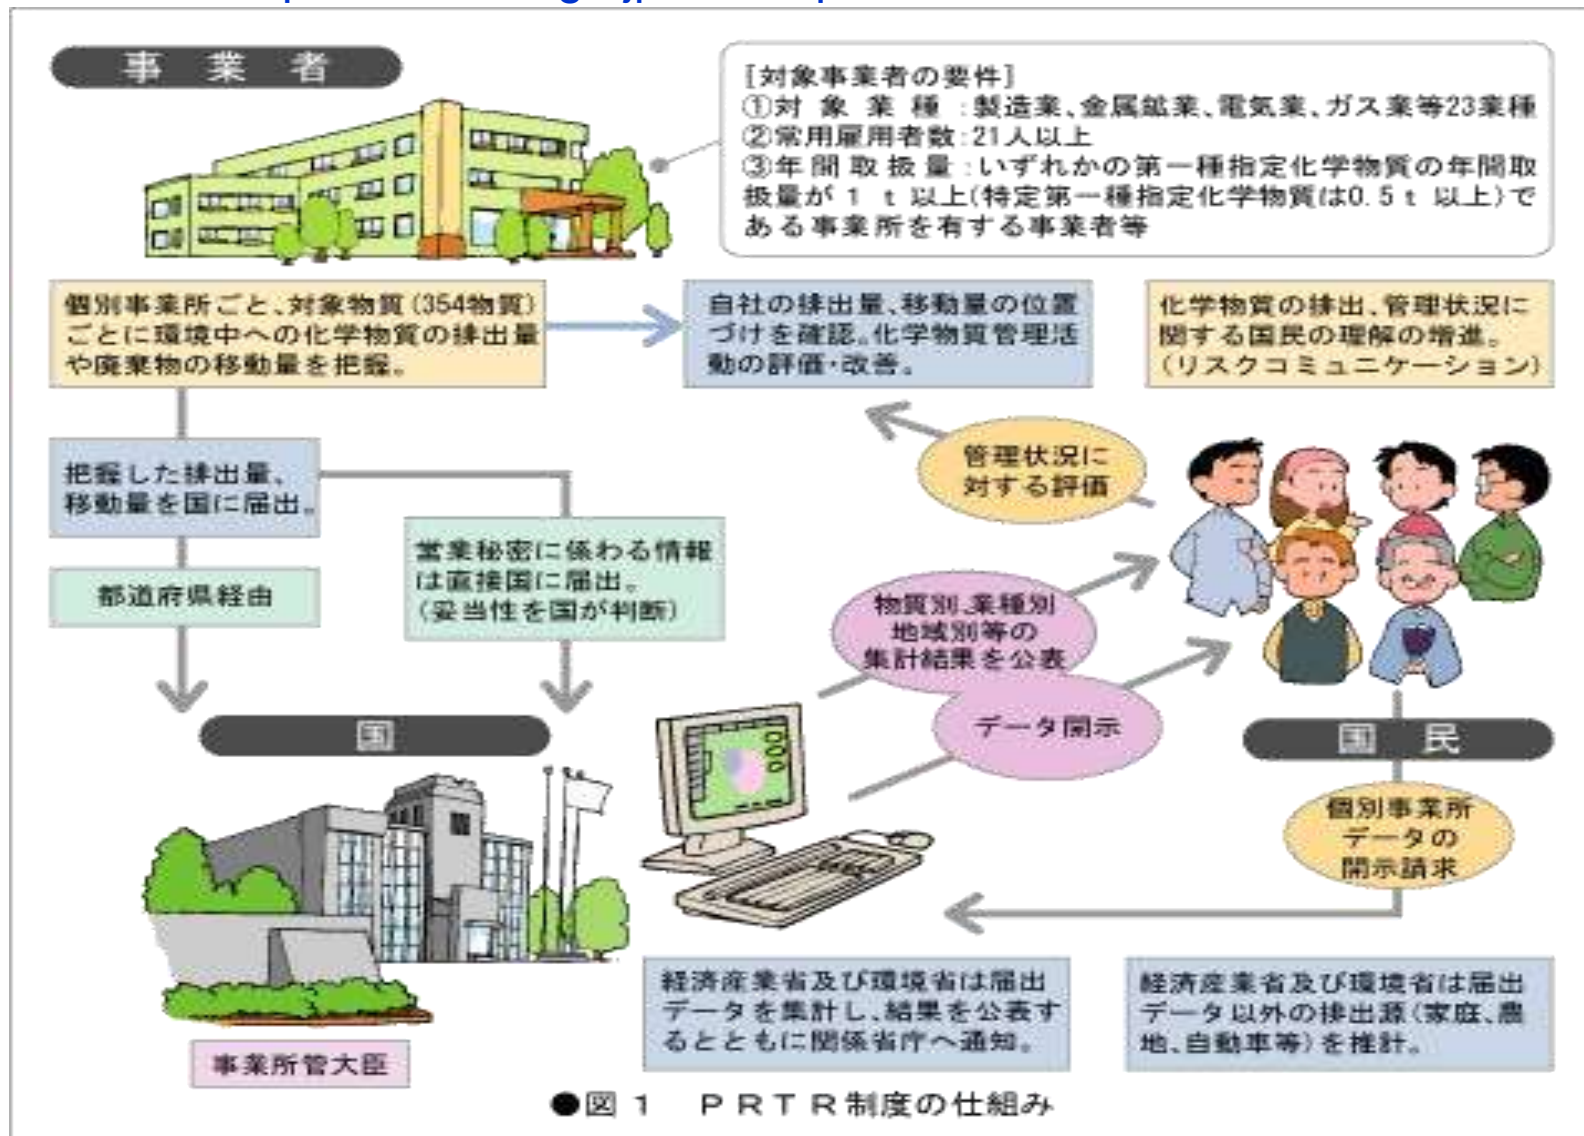 事業者
[対象事業者の要件]
①対象業種:製造業、金属鉱業、電気業、ガス業等23業種
②常用雇用者数:21人以上
③年間取扱量:いずれかの第一種指定化学物質の年間取
扱量が1t以上(特定第一種指定化学物質は0.5t以上)で
ある事業所を有する事業者等
個別事業所ごと、対象物質(354物質)
ごとに環境中への化学物質の排出量
や廃棄物の移動量を把握。
自社の排出量、移動量の位置
づけを確認。化学物質管理活
動の評価・改善。
化学物質の排出、管理状況に
関する国民の理解の増進。
(リスクコミュニケーション)
把握した排出量、
移動量を国に届出。
管理状況に
対する評価
都道府県経由
営業秘密に係わる情報
は直接国に届出。
(妥当性を国が判断)
物質別、業種別
地域別等の
集計結果を公表
データ開示
国
国民
個別事業所
データの
開示請求
経済産業省及び環境省は届出
データを集計し、結果を公表す
るとともに関係省庁へ通知。
経済産業省及び環境省は届出
データ以外の排出源(家庭、農
地、自動車等)を推計。
事業所管大臣
●図1 PRTR制度の仕組み